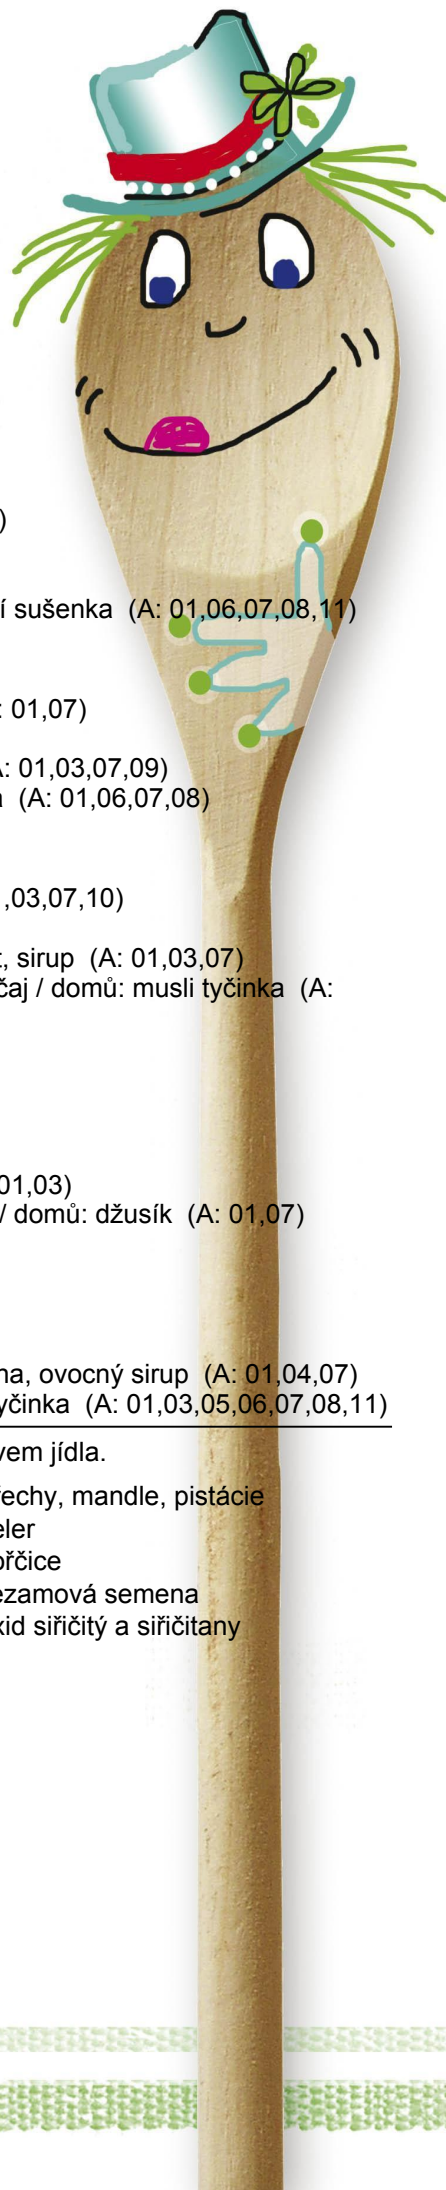 )
í sušenka (A: 01,06,07,08,11)
: 01,07)
A: 01,03,07,09)
a (A: 01,06,07,08)
1,03,07,10)
t, sirup (A: 01,03,07)
čaj / domů: musli tyčinka (A:
01,03)
/ domů: džusík (A: 01,07)
na, ovocný sirup (A: 01,04,07)
yčinka (A: 01,03,05,06,07,08,11)
vem jídla.
řechy, mandle, pistácie
eler
ořčice
ezamová semena
xid siřičitý a siřičitany